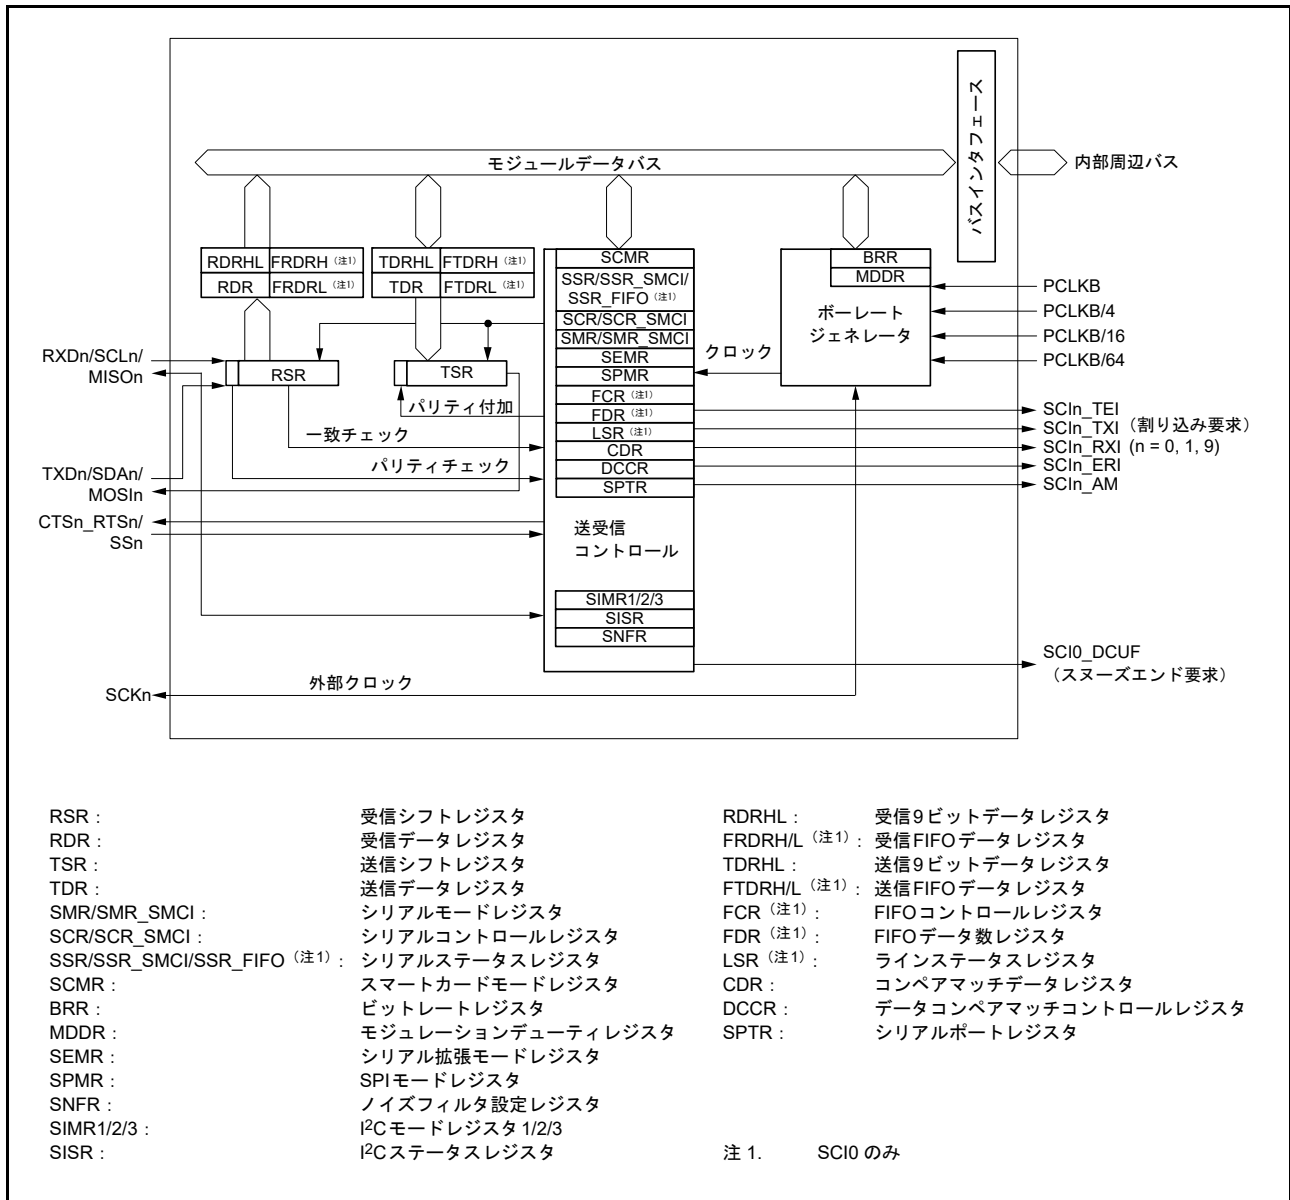 バスインタフェース
モジュールデータバス
内部周辺バス
RDRHL FRDRH（注1）
RDR FRDRL（注1）
TDRHL FTDRH（注1）
TDR FTDRL（注1）
SCMR
SSR/SSR_SMCI/
SSR_FIFO（注1）
SCR/SCR_SMCI
SMR/SMR_SMCI
SEMR
SPMR
FCR（注1）
FDR（注1）
LSR（注1）
CDR
DCCR
SPTR
送受信
コントロール
SIMR1/2/3
SISR
SNFR
BRR
MDDR
ボーレート
ジェネレータ
クロック
PCLKB
PCLKB/4
PCLKB/16
PCLKB/64
RXDn/SCLn/
MISOn
RSR
TSR
パリティ付加
一致チェック
パリティチェック
TXDn/SDAn/
MOSIn
CTSn_RTSn/
SSn
SCKn
外部クロック
SCIn_TEI
SCIn_TXI （割り込み要求）
SCIn_RXI (n = 0, 1, 9)
SCIn_ERI
SCIn_AM
SCI0_DCUF
（スヌーズエンド要求）
RSR： 受信シフトレジスタ
RDR： 受信データレジスタ
TSR： 送信シフトレジスタ
TDR： 送信データレジスタ
SMR/SMR_SMCI： シリアルモードレジスタ
SCR/SCR_SMCI： シリアルコントロールレジスタ
SSR/SSR_SMCI/SSR_FIFO（注1）： シリアルステータスレジスタ
SCMR： スマートカードモードレジスタ
BRR： ビットレートレジスタ
MDDR： モジュレーションデューティレジスタ
SEMR： シリアル拡張モードレジスタ
SPMR： SPIモードレジスタ
SNFR： ノイズフィルタ設定レジスタ
SIMR1/2/3： I²Cモードレジスタ1/2/3
SISR： I²Cステータスレジスタ
RDRHL： 受信9ビットデータレジスタ
FRDRH/L（注1）： 受信FIFOデータレジスタ
TDRHL： 送信9ビットデータレジスタ
FTDRH/L（注1）： 送信FIFOデータレジスタ
FCR（注1）： FIFOコントロールレジスタ
FDR（注1）： FIFOデータ数レジスタ
LSR（注1）： ラインステータスレジスタ
CDR： コンペアマッチデータレジスタ
DCCR： データコンペアマッチコントロールレジスタ
SPTR： シリアルポートレジスタ
注 1. SCI0 のみ